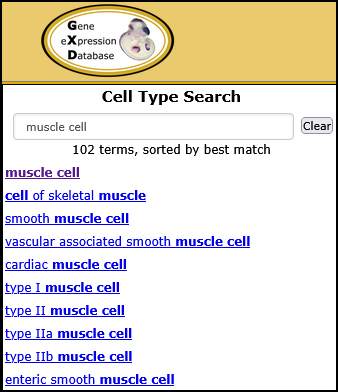 Gene
eXpression
Database
Cell Type Search
muscle cell
Clear
102 terms, sorted by best match
muscle cell
cell of skeletal muscle
smooth muscle cell
vascular associated smooth muscle cell
cardiac muscle cell
type I muscle cell
type II muscle cell
type IIa muscle cell
type IIb muscle cell
enteric smooth muscle cell